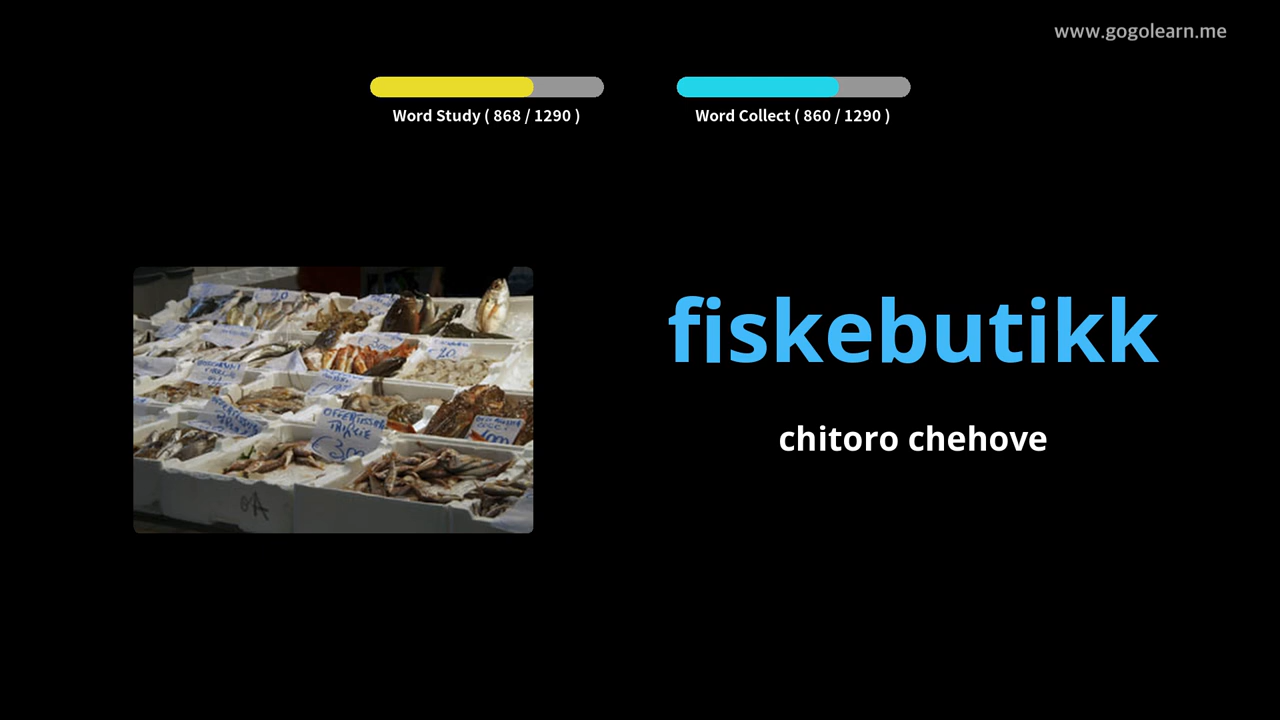 www.gogolearn.me
Word Study ( 868 / 1290 )
Word Collect ( 860 / 1290 )
fiskebutikk
chitoro chehove